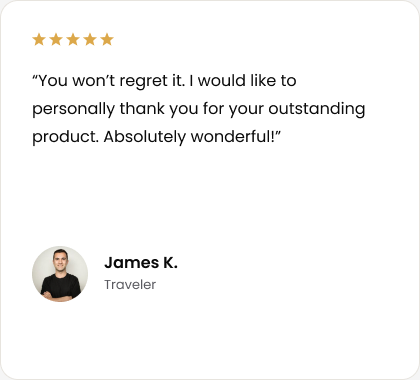 “You won’t regret it. I would like to
personally thank you for your outstanding
product. Absolutely wonderful!”
James K.
Traveler